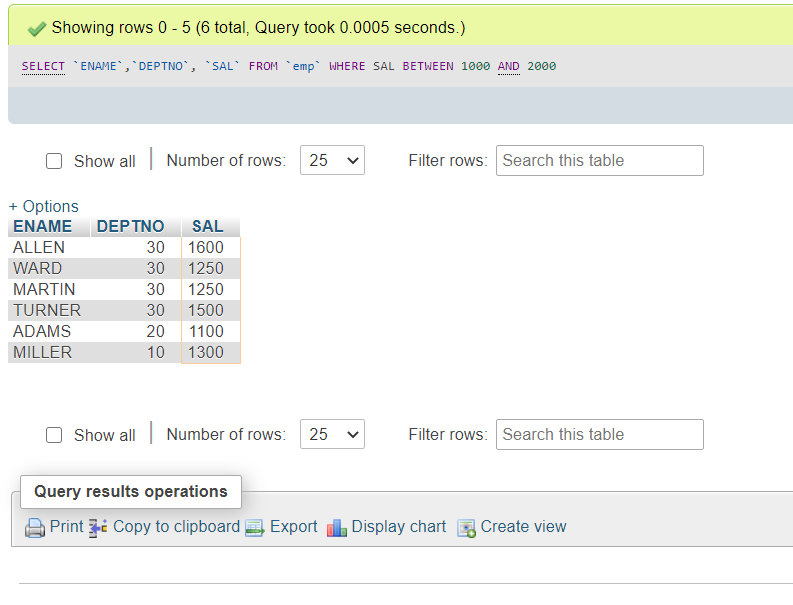 Showing rows 0 - 5 (6 total, Query took 0.0005 seconds.)
SELECT `ENAME`,`DEPTNO`, `SAL` FROM `emp` WHERE SAL BETWEEN 1000 AND 2000
Show all Number of rows: 25 Filter rows: Search this table
+ Options
ENAME DEPTNO SAL
ALLEN 30 1600
WARD 30 1250
MARTIN 30 1250
TURNER 30 1500
ADAMS 20 1100
MILLER 10 1300
Show all Number of rows: 25 Filter rows: Search this table
Query results operations
Print Copy to clipboard Export Display chart Create view